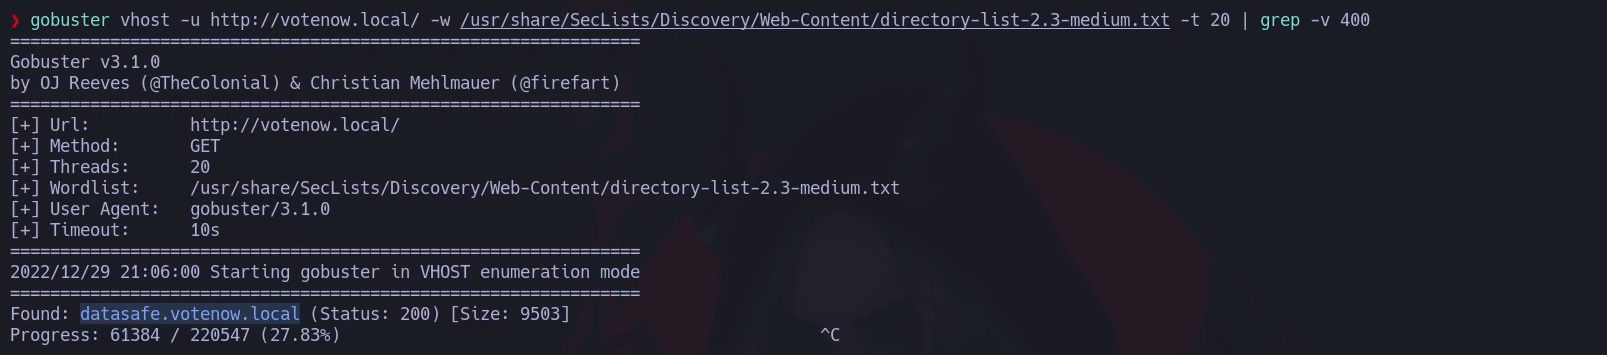 ❯ gobuster vhost -u http://votenow.local/ -w /usr/share/SecLists/Discovery/Web-Content/directory-list-2.3-medium.txt -t 20 | grep -v 400
===============================================================
Gobuster v3.1.0
by OJ Reeves (@TheColonial) & Christian Mehlmauer (@firefart)
===============================================================
[+] Url:          http://votenow.local/
[+] Method:       GET
[+] Threads:      20
[+] Wordlist:     /usr/share/SecLists/Discovery/Web-Content/directory-list-2.3-medium.txt
[+] User Agent:   gobuster/3.1.0
[+] Timeout:      10s
===============================================================
2022/12/29 21:06:00 Starting gobuster in VHOST enumeration mode
===============================================================
Found: datasafe.votenow.local (Status: 200) [Size: 9503]
Progress: 61384 / 220547 (27.83%)                                                ^C